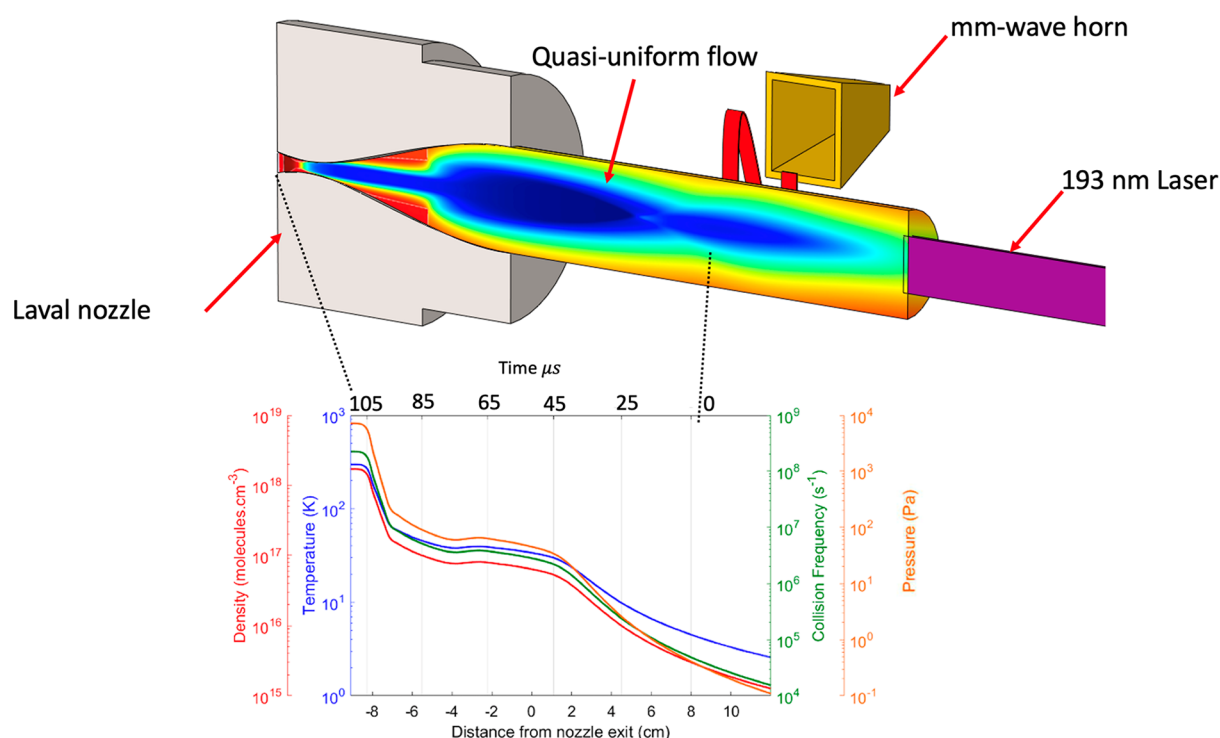 mm-wave horn
Quasi-uniform flow
193 nm Laser
Laval nozzle
Time μs
105 85 65 45 25 0
10^19 10^3 10^9 10^4
10^18 10^8 10^3
10^2 10^7 10^2
10^17 10^6 10^1
10^1
10^16 10^5 10^0
10^15 10^0 10^4 10^-1
Density (molecules.cm^-3)
Temperature (K)
Collision Frequency (s^-1)
Pressure (Pa)
-8 -6 -4 -2 0 2 4 6 8 10
Distance from nozzle exit (cm)